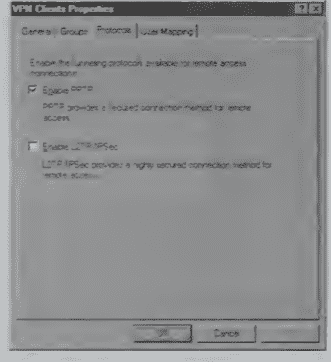 VPN Clients Properties
General Groups Protocols User Mapping
Enable the tunneling protocols available for remote access
connections.
Enable PPTP
PPTP provides a secured connection method for remote
access.
Enable L2TP/IPSec
L2TP/IPSec provides a highly secured connection method for
remote access.
OK Cancel